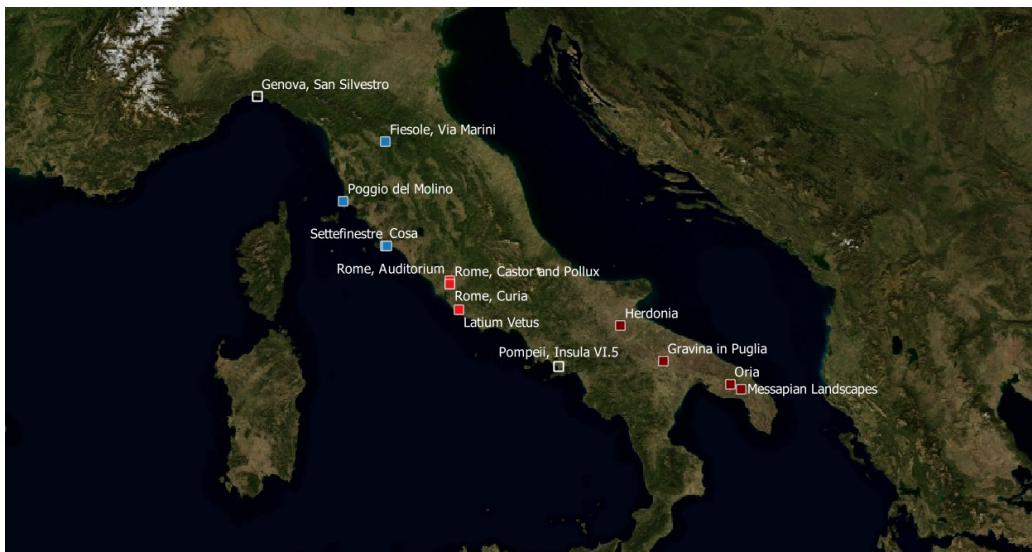 Genova, San Silvestro
Fiesole, Via Marini
Poggio del Molino
Settefinestre Cosa
Rome, Auditorium
Rome, Castor and Pollux
Rome, Curia
Latium Vetus
Herdonia
Pompeii, Insula VI.5
Gravina in Puglia
Oria
Messapian Landscapes